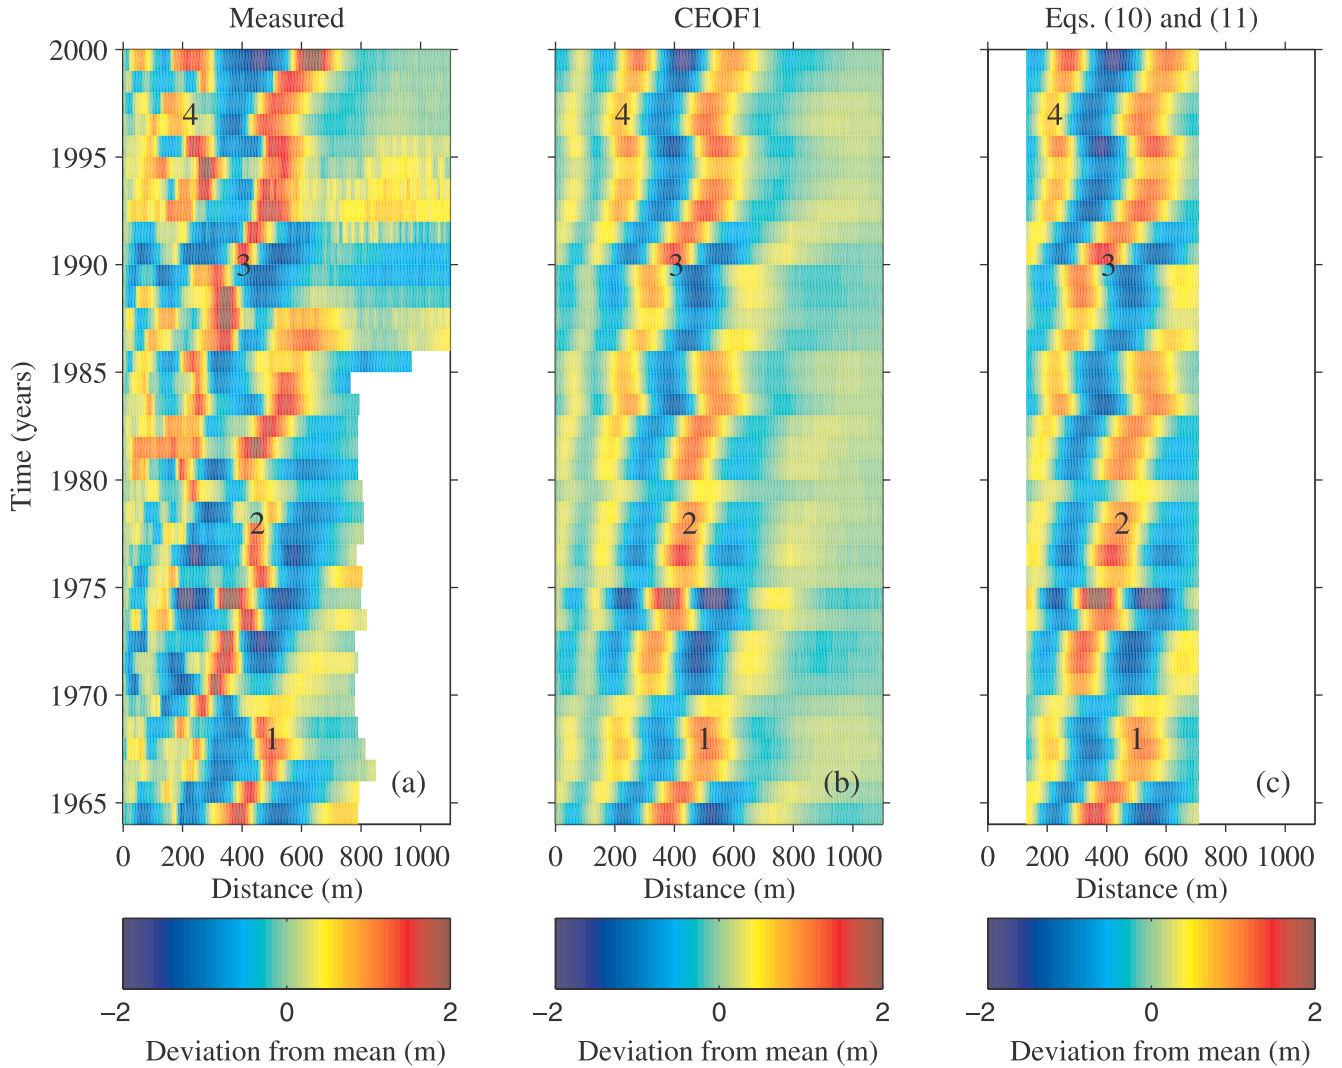 Measured
CEOF1
Eqs. (10) and (11)
Time (years)
2000
1995
1990
1985
1980
1975
1970
1965
4
3
2
1
(a)
4
3
2
1
(b)
4
3
2
1
(c)
0 200 400 600 800 1000
0 200 400 600 800 1000
0 200 400 600 800 1000
Distance (m)
Distance (m)
Distance (m)
−2 0 2
−2 0 2
−2 0 2
Deviation from mean (m)
Deviation from mean (m)
Deviation from mean (m)